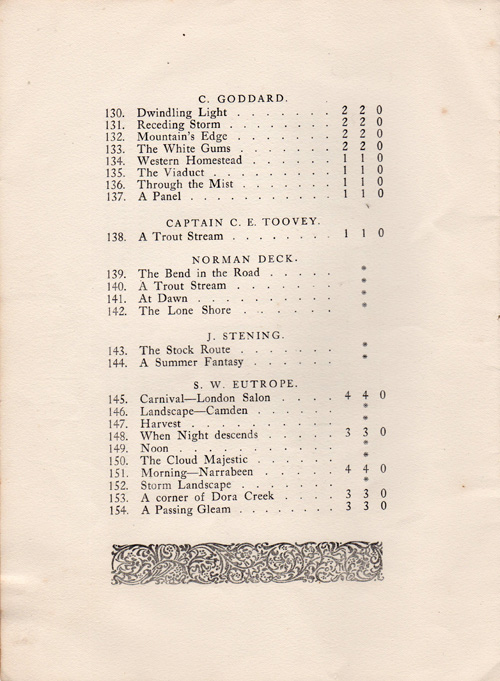 C. GODDARD.
130. Dwindling Light . . . . . . . 2 2 0
131. Receding Storm . . . . . . . 2 2 0
132. Mountain's Edge . . . . . . . 2 2 0
133. The White Gums . . . . . . . 2 2 0
134. Western Homestead . . . . . . 1 1 0
135. The Viaduct . . . . . . . . 1 1 0
136. Through the Mist . . . . . . . 1 1 0
137. A Panel . . . . . . . . . . 1 1 0
CAPTAIN C. E. TOOVEY.
138. A Trout Stream . . . . . . . 1 1 0
NORMAN DECK.
139. The Bend in the Road . . . . . *
140. A Trout Stream . . . . . . . *
141. At Dawn . . . . . . . . . *
142. The Lone Shore . . . . . . *
J. STENING.
143. The Stock Route . . . . . . . *
144. A Summer Fantasy . . . . . . *
S. W. EUTROPE.
145. Carnival—London Salon . . . . 4 4 0
146. Landscape—Camden . . . . . . *
147. Harvest . . . . . . . . . . *
148. When Night descends . . . . . 3 3 0
149. Noon . . . . . . . . . . *
150. The Cloud Majestic . . . . . . *
151. Morning—Narrabeen . . . . . . 4 4 0
152. Storm Landscape . . . . . . . *
153. A corner of Dora Creek . . . . 3 3 0
154. A Passing Gleam . . . . . . . 3 3 0